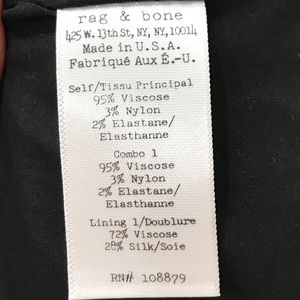 rag & bone
425 W. 13th St, NY, NY, 10014
Made in U.S.A.
Fabriqué Aux É.-U.
Self/Tissu Principal
95% Viscose
3% Nylon
2% Elastane/
Elasthanne
Combo 1
95% Viscose
3% Nylon
2% Elastane/
Elasthanne
Lining 1/Doublure
72% Viscose
28% Silk/Soie
RN# 108879